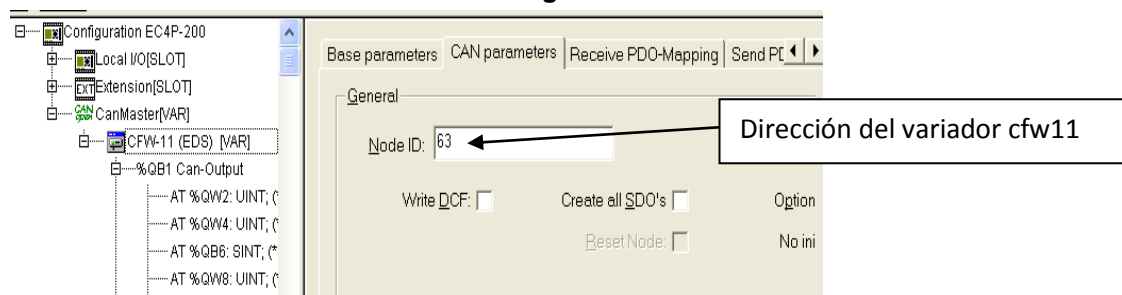 Configuration EC4P-200
Local I/O[SLOT]
EXT Extension[SLOT]
CAN CanMaster[VAR]
CFW-11 (EDS) [VAR]
%QB1 Can-Output
AT %QW2: UINT; (*
AT %QW4: UINT; (*
AT %QB6: SINT; (*
AT %QW8: UINT; (*
Base parameters CAN parameters Receive PDO-Mapping Send PD
General
Node ID: 63
Write DCF: Create all SDO's Option
Reset Node: No ini
Dirección del variador cfw11